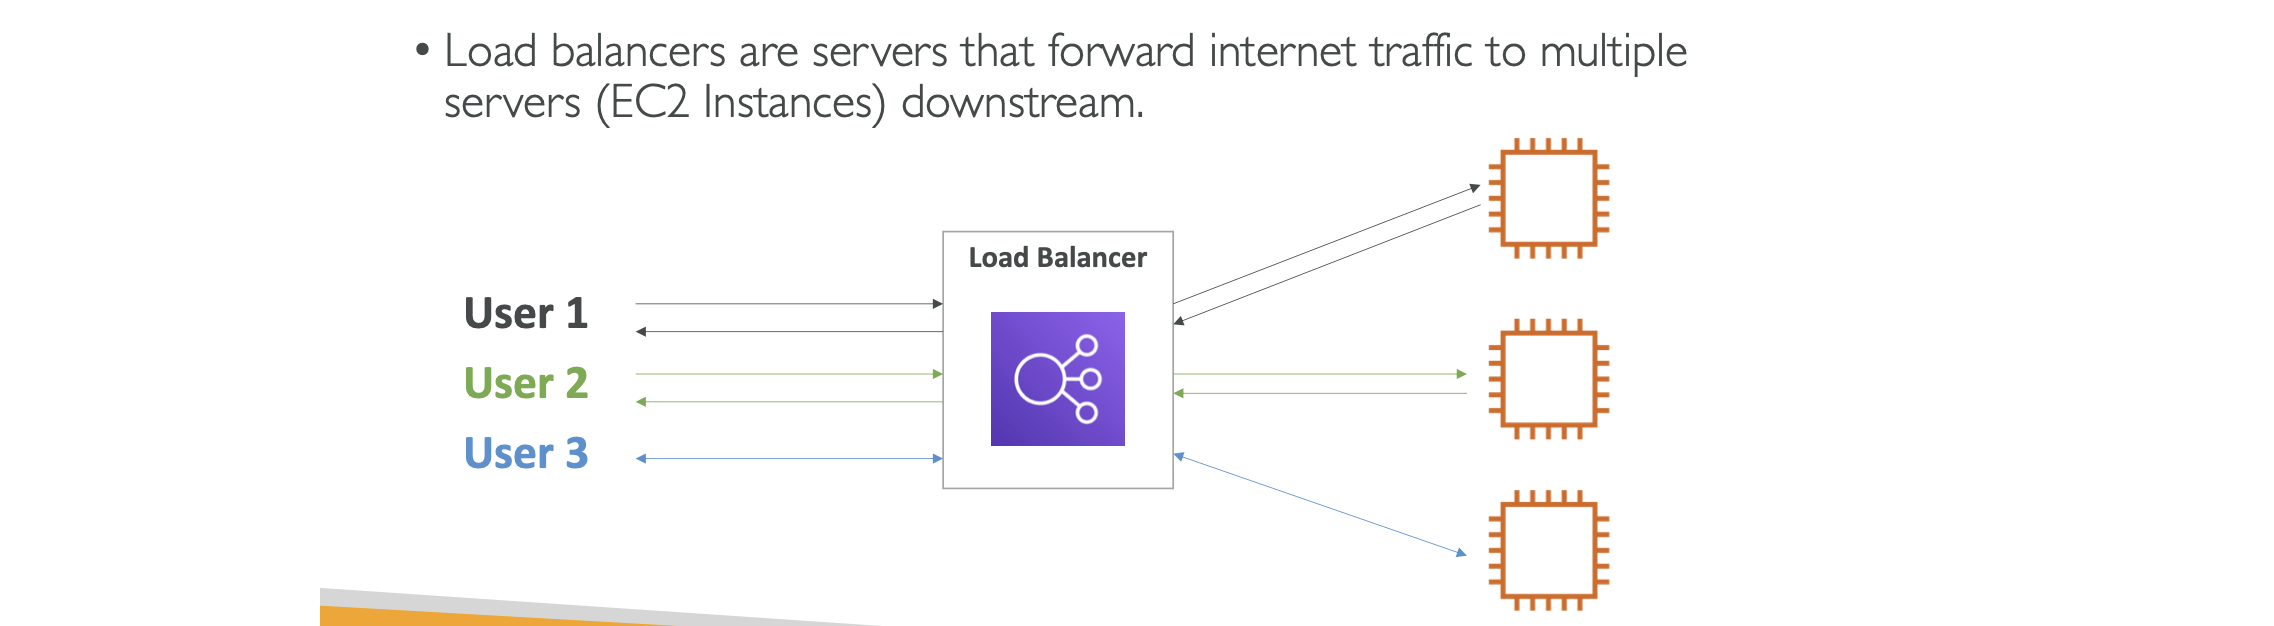 • Load balancers are servers that forward internet traffic to multiple
servers (EC2 Instances) downstream.
Load Balancer
User 1
User 2
User 3